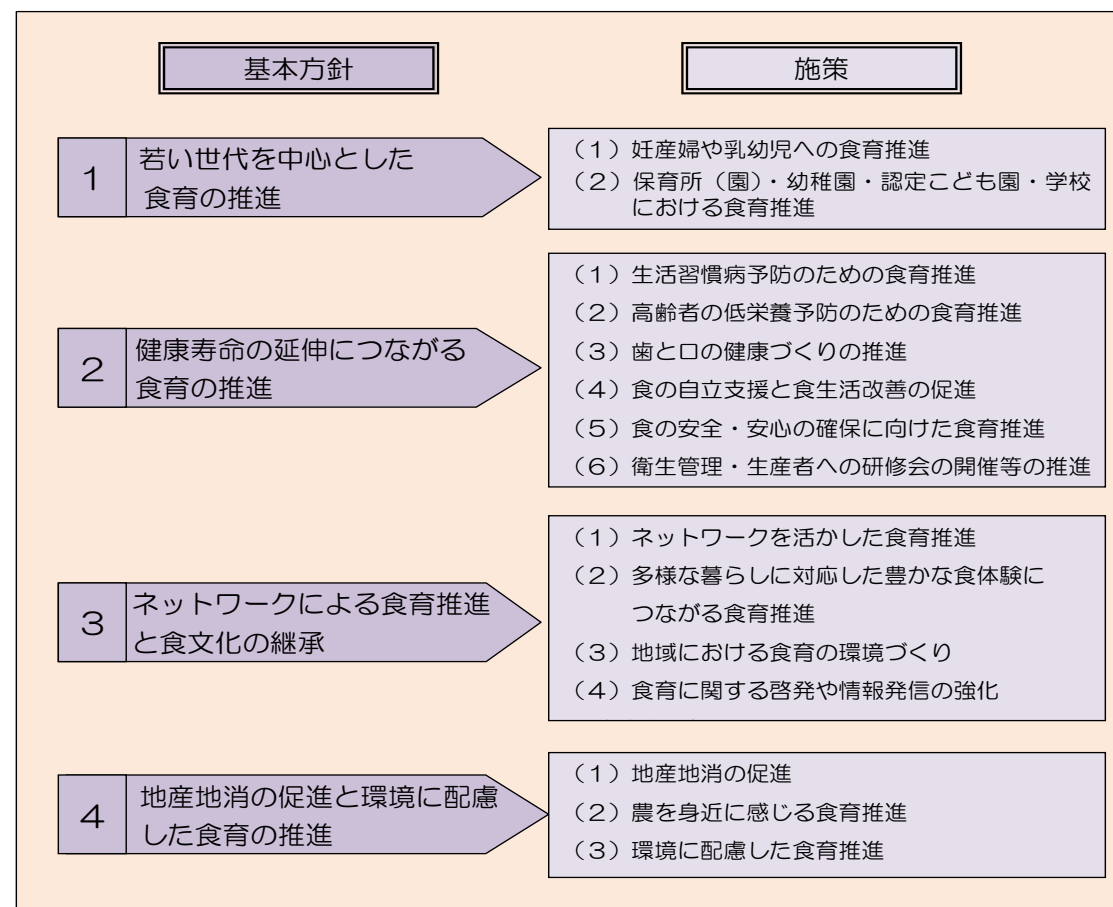 基本方針
施策
1
若い世代を中心とした
食育の推進
(1)妊産婦や乳幼児への食育推進
(2)保育所(園)・幼稚園・認定こども園・学校
における食育推進
2
健康寿命の延伸につながる
食育の推進
(1)生活習慣病予防のための食育推進
(2)高齢者の低栄養予防のための食育推進
(3)歯と口の健康づくりの推進
(4)食の自立支援と食生活改善の促進
(5)食の安全・安心の確保に向けた食育推進
(6)衛生管理・生産者への研修会の開催等の推進
3
ネットワークによる食育推進
と食文化の継承
(1)ネットワークを活かした食育推進
(2)多様な暮らしに対応した豊かな食体験に
つながる食育推進
(3)地域における食育の環境づくり
(4)食育に関する啓発や情報発信の強化
4
地産地消の促進と環境に配慮
した食育の推進
(1)地産地消の促進
(2)農を身近に感じる食育推進
(3)環境に配慮した食育推進